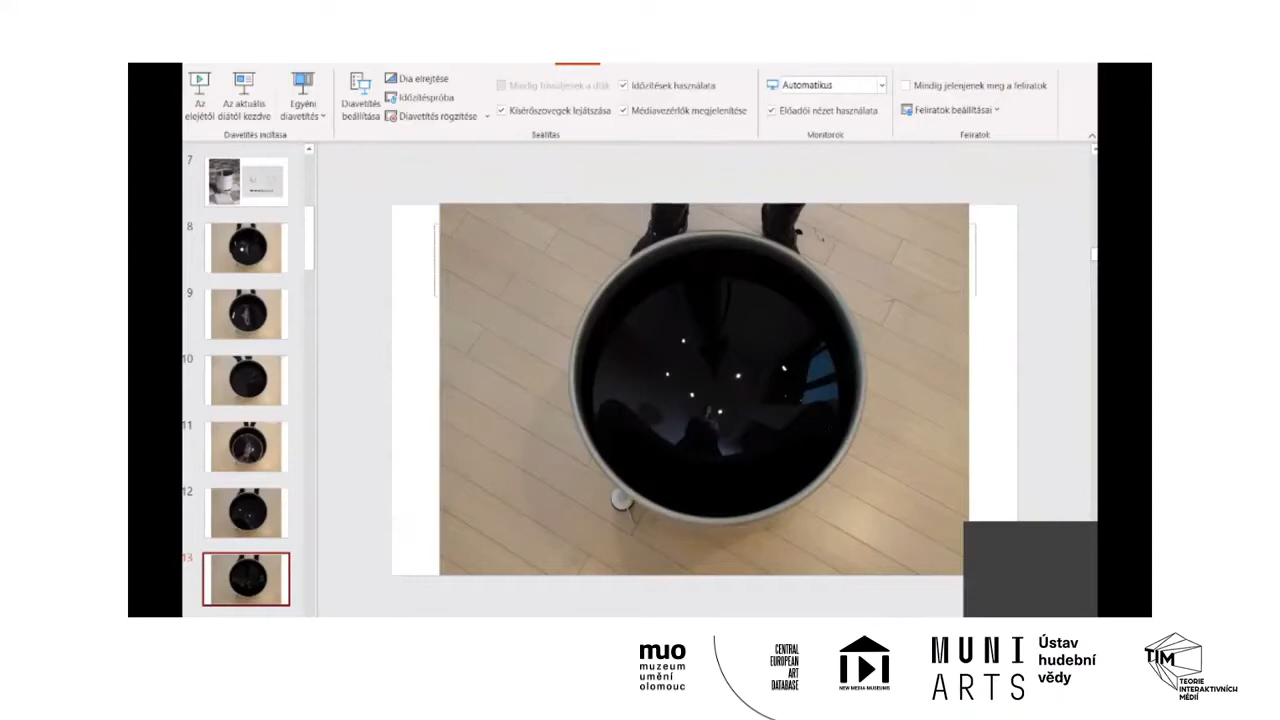 Az
elejétől
Az aktuális
diától kezdve
Egyéni
diavetítés
Diavetítés indítása
Diavetítés
beállítása
Dia elrejtése
Időzítéspróba
Diavetítés rögzítése
Mindig frissüljenek a diák
Időzítések használata
Kísérőszövegek lejátszása
Médiavezérlők megjelenítése
Beállítás
Automatikus
Előadói nézet használata
Monitorok
Mindig jelenjenek meg a feliratok
Feliratok beállításai
Feliratok
7
8
9
10
11
12
13
muo
muzeum
umění
olomouc
CENTRAL
EUROPEAN
ART
DATABASE
NEW MEDIA MUSEUMS
MUNI
ARTS
Ústav
hudební
vědy
TIM
TEORIE
INTERAKTIVNÍCH
MÉDIÍ